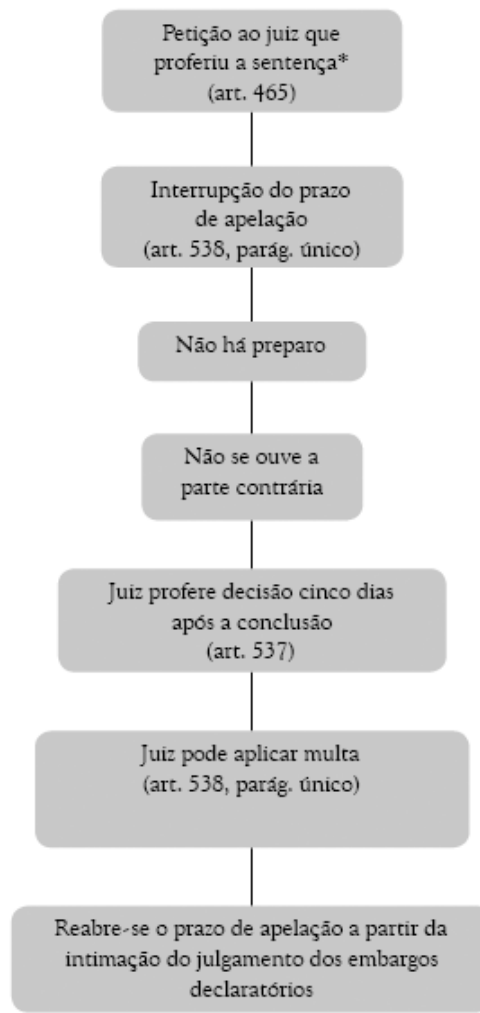 Petição ao juiz que
proferiu a sentença*
(art. 465)
Interrupção do prazo
de apelação
(art. 538, parág. único)
Não há preparo
Não se ouve a
parte contrária
Juiz profere decisão cinco dias
após a conclusão
(art. 537)
Juiz pode aplicar multa
(art. 538, parág. único)
Reabre-se o prazo de apelação a partir da
intimação do julgamento dos embargos
declaratórios